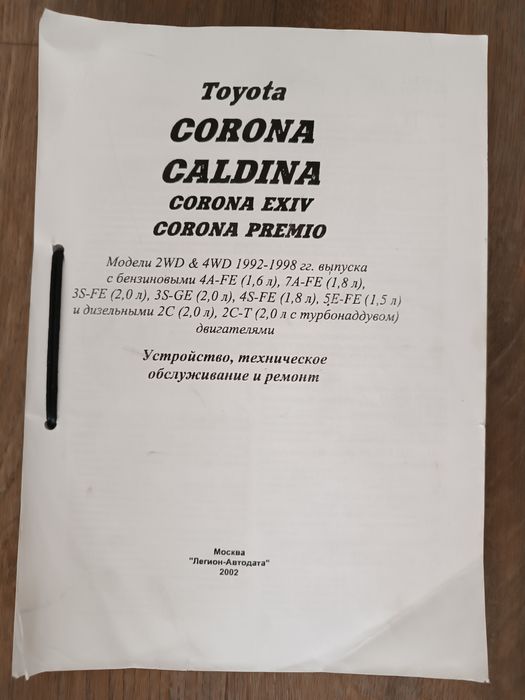 Toyota
CORONA
CALDINA
CORONA EXIV
CORONA PREMIO
Модели 2WD & 4WD 1992-1998 гг. выпуска
с бензиновыми 4A-FE (1,6 л), 7A-FE (1,8 л),
3S-FE (2,0 л), 3S-GE (2,0 л), 4S-FE (1,8 л), 5E-FE (1,5 л)
и дизельными 2C (2,0 л), 2C-T (2,0 л с турбонаддувом)
двигателями
Устройство, техническое
обслуживание и ремонт
Москва
"Легион-Автодата"
2002